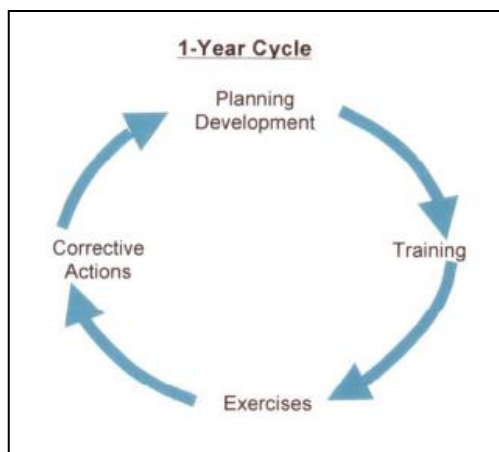 1-Year Cycle
Planning
Development
Training
Exercises
Corrective
Actions